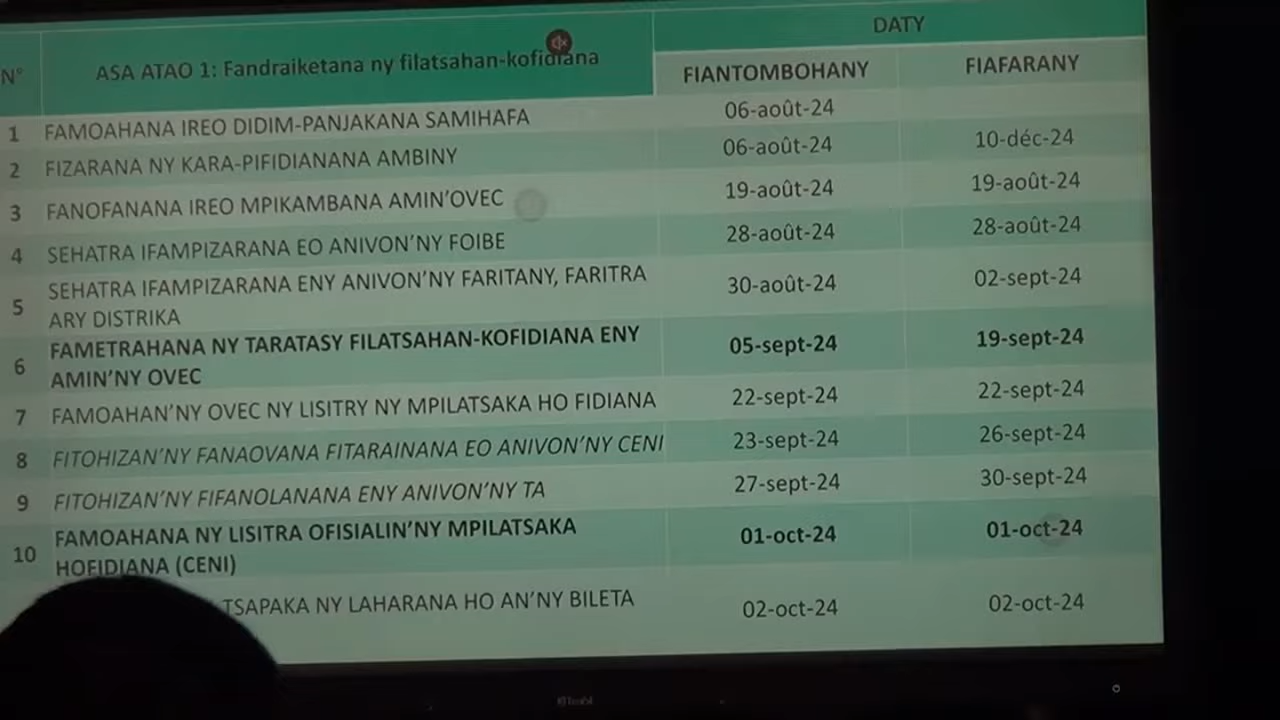 N°
ASA ATAO 1: Fandraiketana ny filatsahan-kofidiana
DATY
FIANTOMBOHANY
FIAFARANY
1 FAMOAHANA IREO DIDIM-PANJAKANA SAMIHAFA 06-août-24
2 FIZARANA NY KARA-PIFIDIANANA AMBINY 06-août-24 10-déc-24
3 FANOFANANA IREO MPIKAMBANA AMIN'OVEC 19-août-24 19-août-24
4 SEHATRA IFAMPIZARANA EO ANIVON'NY FOIBE 28-août-24 28-août-24
5 SEHATRA IFAMPIZARANA ENY ANIVON'NY FARITANY, FARITRA
ARY DISTRIKA 30-août-24 02-sept-24
6 FAMETRAHANA NY TARATASY FILATSAHAN-KOFIDIANA ENY
AMIN'NY OVEC 05-sept-24 19-sept-24
7 FAMOAHAN'NY OVEC NY LISITRY NY MPILATSAKA HO FIDIANA 22-sept-24 22-sept-24
8 FITOHIZAN'NY FANAOVANA FITARAINANA EO ANIVON'NY CENI 23-sept-24 26-sept-24
9 FITOHIZAN'NY FIFANOLANANA ENY ANIVON'NY TA 27-sept-24 30-sept-24
10 FAMOAHANA NY LISITRA OFISIALIN'NY MPILATSAKA
HOFIDIANA (CENI) 01-oct-24 01-oct-24
TSAPAKA NY LAHARANA HO AN'NY BILETA 02-oct-24 02-oct-24